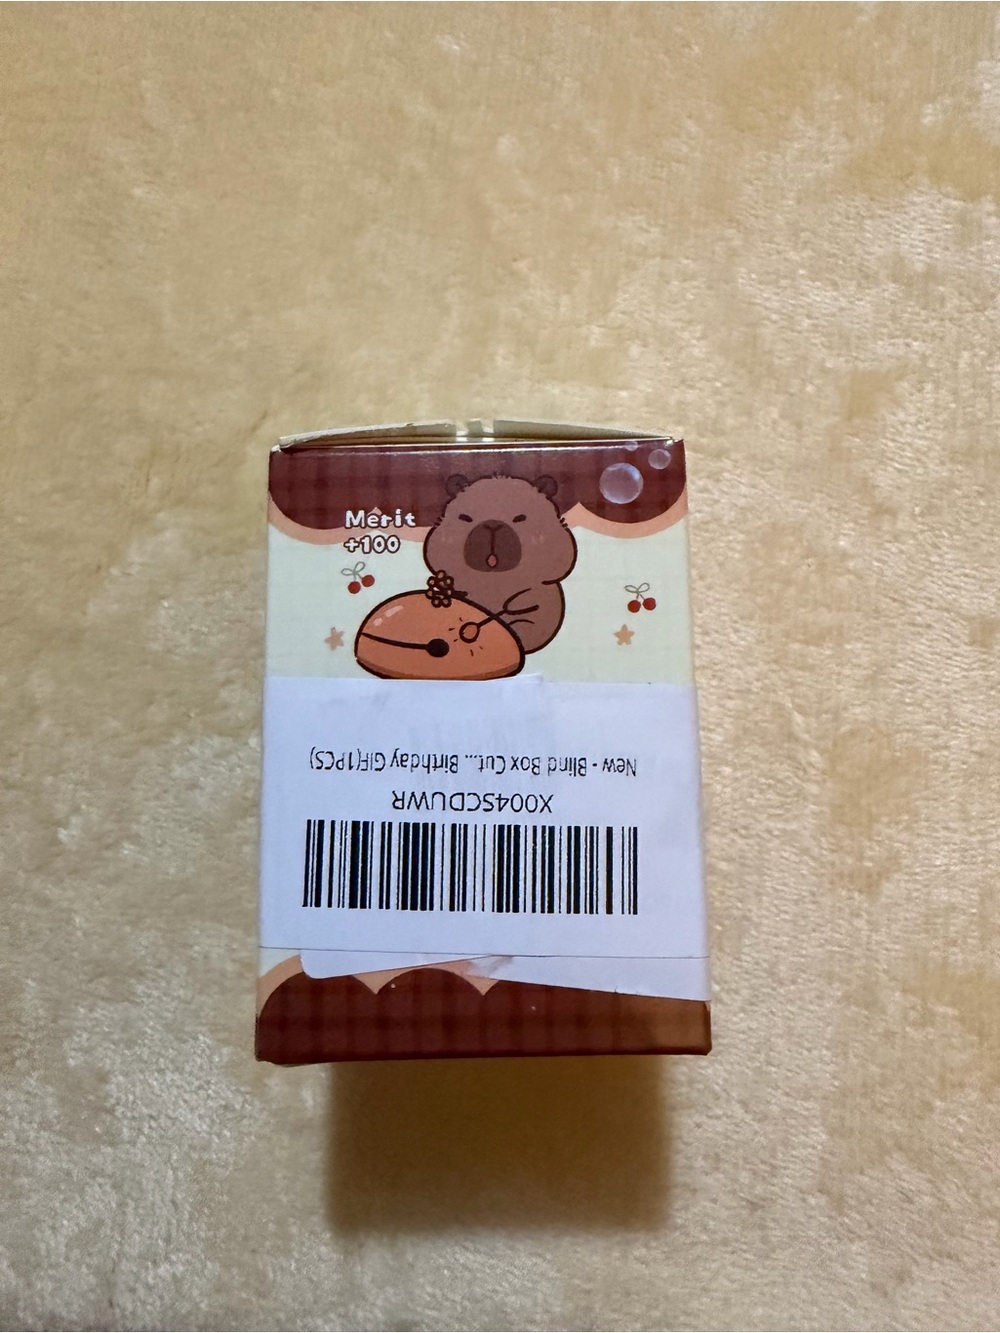 Merit
+100
New - Blind Box Cut... Birthday GIF(1PCS)
X004SCDUWR